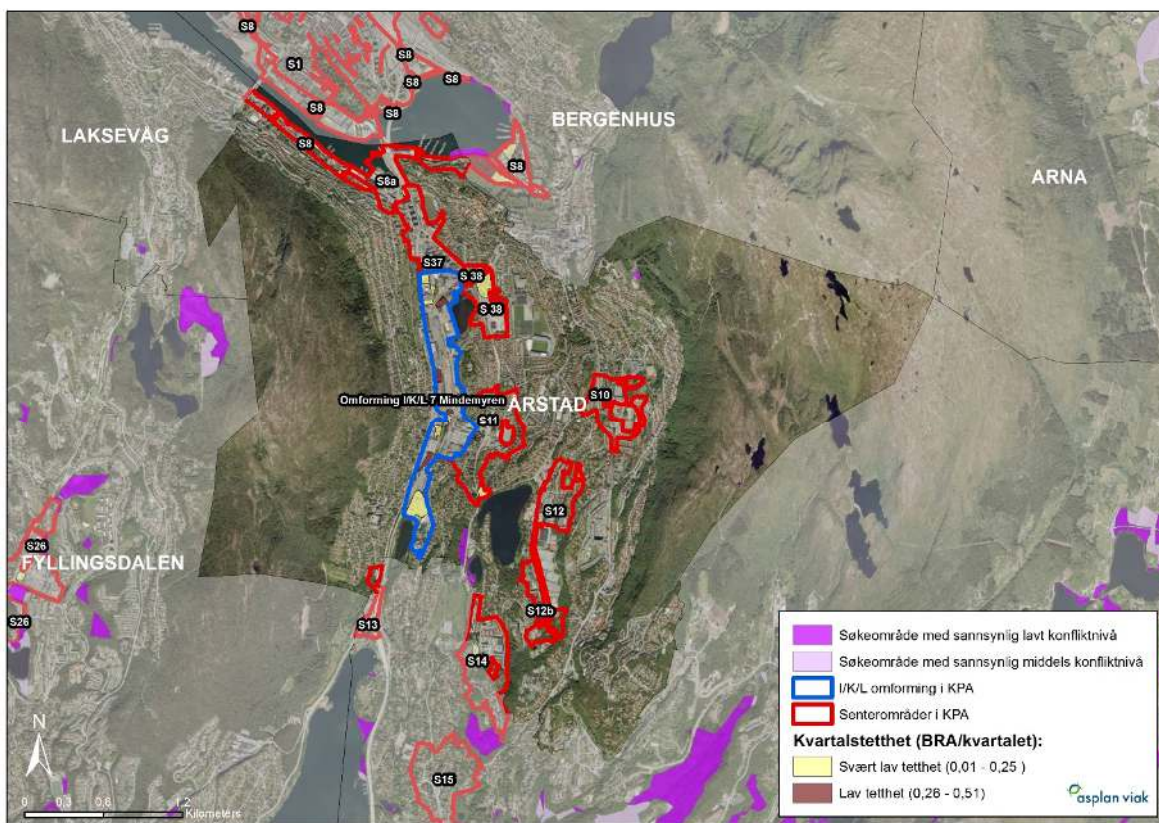 S8
S1
S8
S8
S8
S8
S8
LAKSEVÅG
BERGENHUS
S8
S8
ARNA
S8a
S37
S 38
S 38
Omforming I/K/L 7 Mindemyren
ÅRSTAD
S10
S11
S12
S26
FYLLINGSDALEN
S26
S12b
S13
S14
S15
Søkeområde med sannsynlig lavt konfliktnivå
Søkeområde med sannsynlig middels konfliktnivå
I/K/L omforming i KPA
Senterområder i KPA
Kvartalstetthet (BRA/kvartalet):
Svært lav tetthet (0,01 - 0,25 )
Lav tetthet (0,26 - 0,51)
asplan viak
N
0 0,3 0,6 1,2
Kilometers